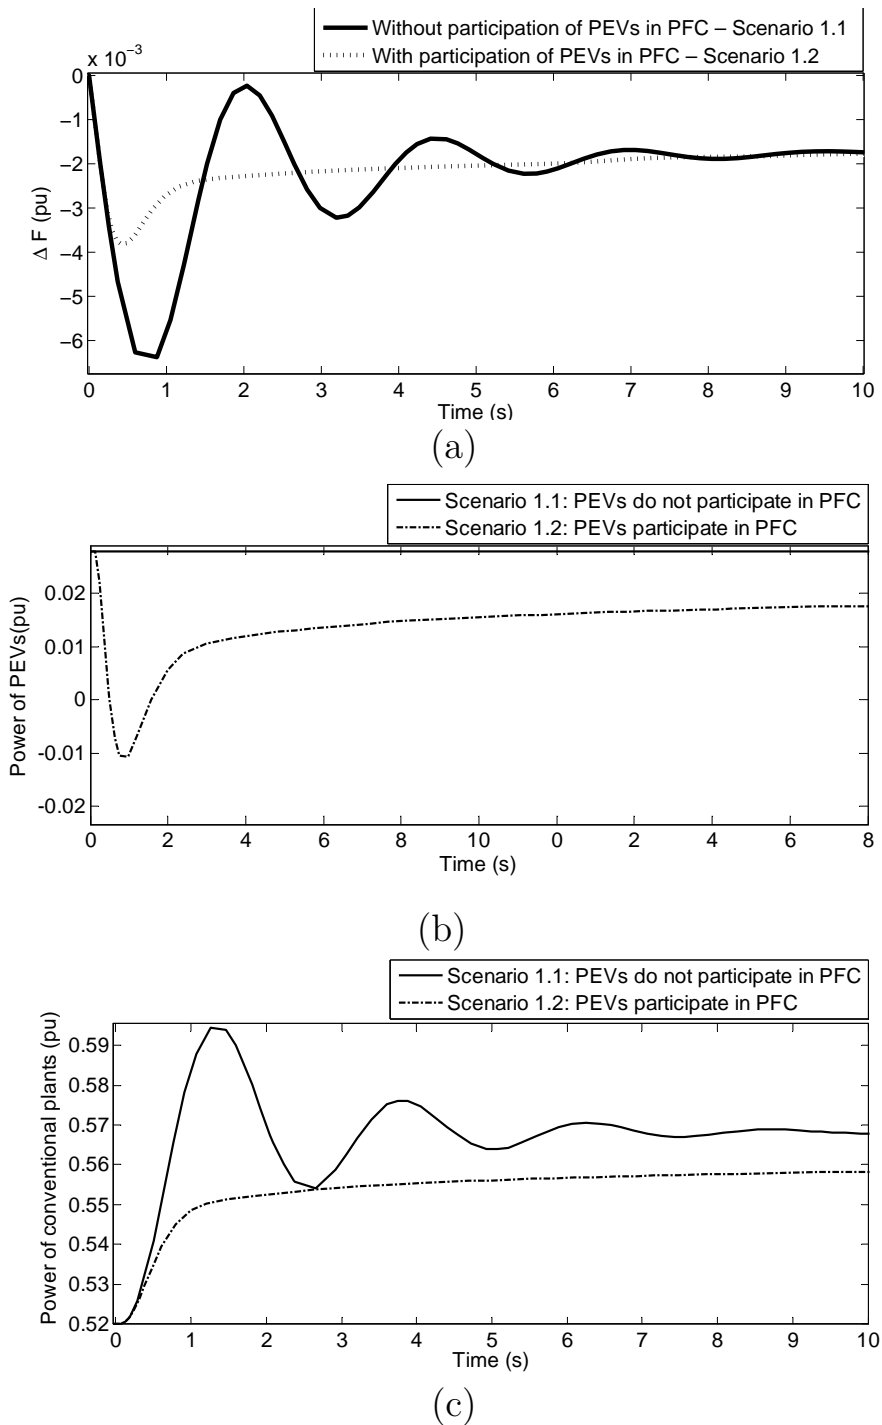 Without participation of PEVs in PFC – Scenario 1.1
With participation of PEVs in PFC – Scenario 1.2
x 10⁻³
0
−1
−2
−3
−4
−5
−6
Δ F (pu)
0 1 2 3 4 5 6 7 8 9 10
Time (s)
(a)
Scenario 1.1: PEVs do not participate in PFC
Scenario 1.2: PEVs participate in PFC
0.02
0.01
0
-0.01
-0.02
Power of PEVs(pu)
0 2 4 6 8 10 0 2 4 6 8
Time (s)
(b)
Scenario 1.1: PEVs do not participate in PFC
Scenario 1.2: PEVs participate in PFC
0.59
0.58
0.57
0.56
0.55
0.54
0.53
0.52
Power of conventional plants (pu)
0 1 2 3 4 5 6 7 8 9 10
Time (s)
(c)